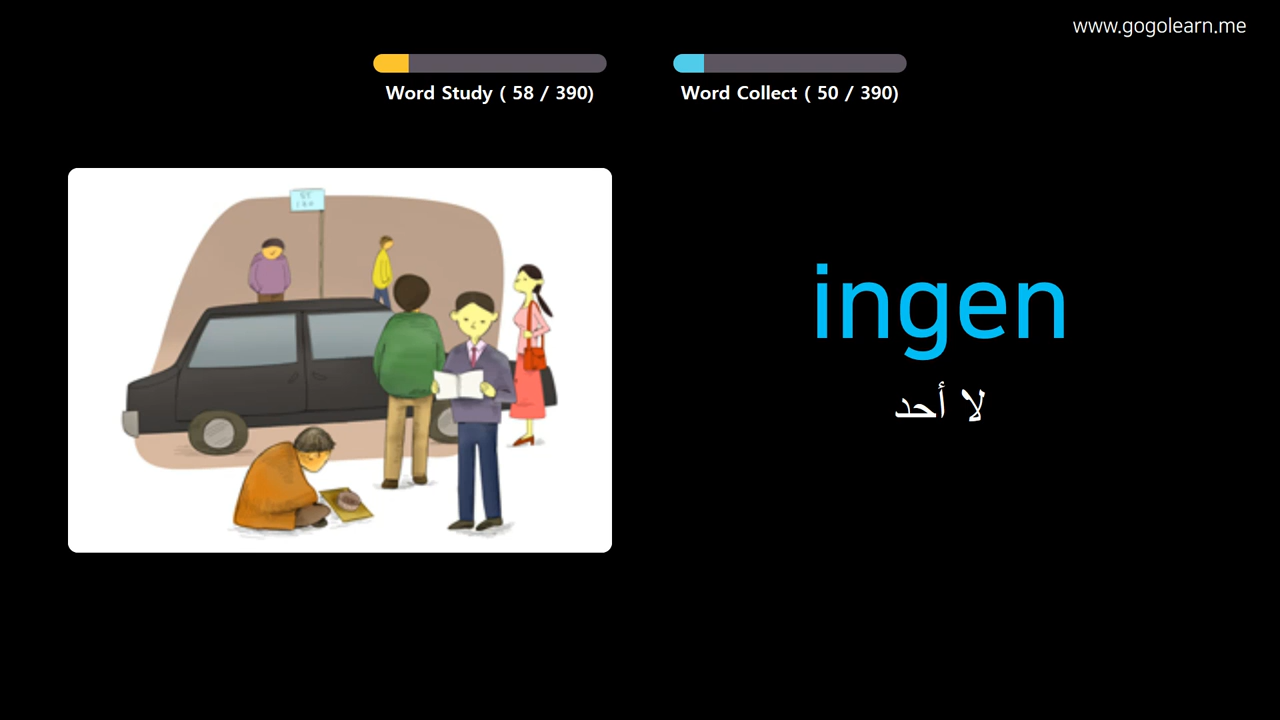 www.gogolearn.me
Word Study ( 58 / 390)
Word Collect ( 50 / 390)
ingen
لا أحد